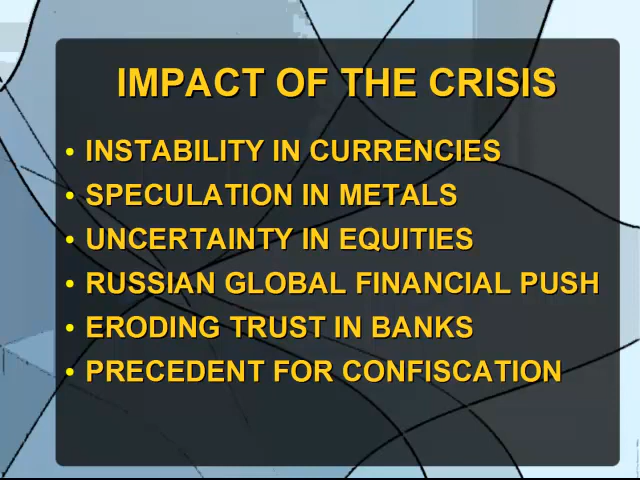 IMPACT OF THE CRISIS
• INSTABILITY IN CURRENCIES
• SPECULATION IN METALS
• UNCERTAINTY IN EQUITIES
• RUSSIAN GLOBAL FINANCIAL PUSH
• ERODING TRUST IN BANKS
• PRECEDENT FOR CONFISCATION